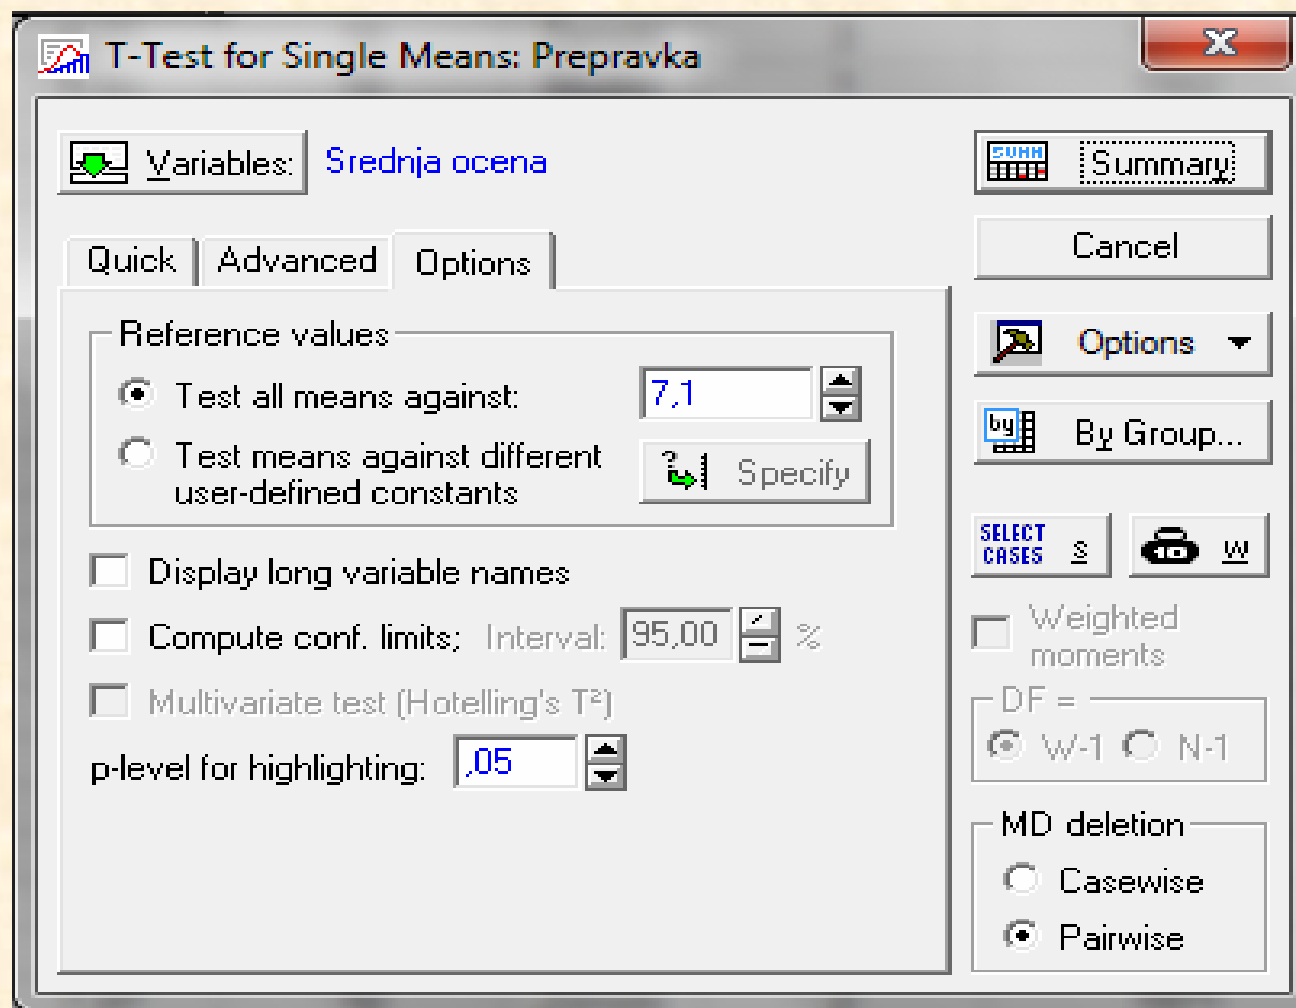 T-Test for Single Means: Prepravka
Variables: Srednja ocena
Quick Advanced Options
Reference values
Test all means against: 7,1
Test means against different
user-defined constants
Specify
Display long variable names
Compute conf. limits; Interval: 95,00 %
Multivariate test (Hotelling's T²)
p-level for highlighting: ,05
SUMM Summary
Cancel
Options
by By Group...
SELECT
CASES S
w
Weighted
moments
DF =
W-1 N-1
MD deletion
Casewise
Pairwise